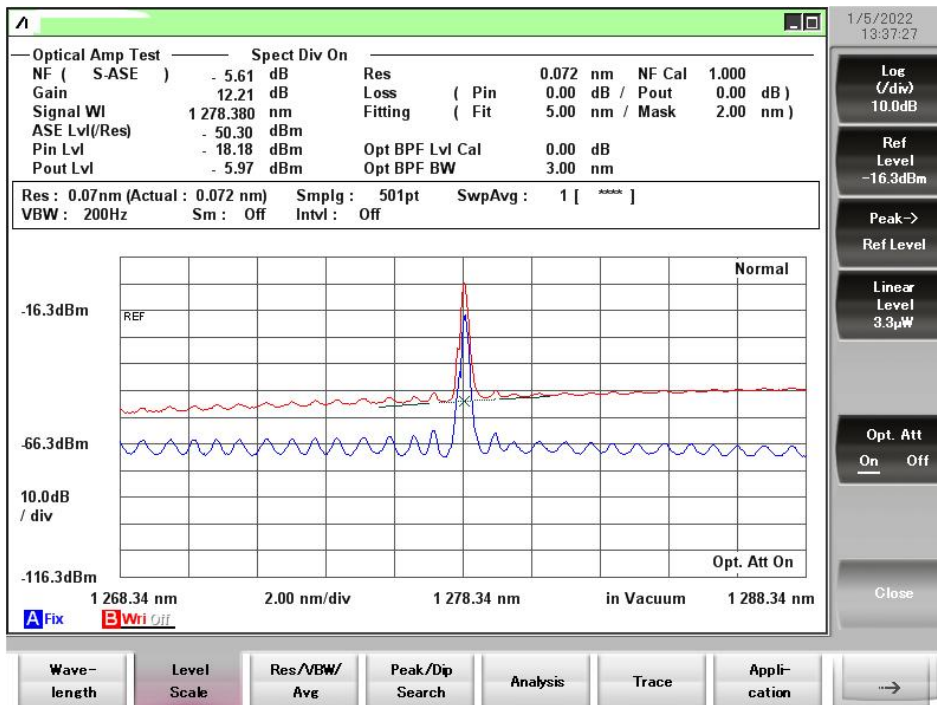 1/5/2022
13:37:27
Optical Amp Test Spect Div On
NF ( S-ASE ) - 5.61 dB Res 0.072 nm NF Cal 1.000
Gain 12.21 dB Loss ( Pin 0.00 dB / Pout 0.00 dB )
Signal Wl 1 278.380 nm Fitting ( Fit 5.00 nm / Mask 2.00 nm )
ASE Lvl(/Res) - 50.30 dBm
Pin Lvl - 18.18 dBm Opt BPF Lvl Cal 0.00 dB
Pout Lvl - 5.97 dBm Opt BPF BW 3.00 nm
Res : 0.07nm (Actual : 0.072 nm) Smplg : 501pt SwpAvg : 1 [ **** ]
VBW : 200Hz Sm : Off Intvl : Off
Normal
-16.3dBm
REF
-66.3dBm
10.0dB
/ div
Opt. Att On
-116.3dBm
1 268.34 nm 2.00 nm/div 1 278.34 nm in Vacuum 1 288.34 nm
A Fix B Wri Off
Log
(/div)
10.0dB
Ref
Level
-16.3dBm
Peak->
Ref Level
Linear
Level
3.3µW
Opt. Att
On Off
Close
Wave-
length
Level
Scale
Res/VBW/
Avg
Peak/Dip
Search
Analysis
Trace
Appli-
cation